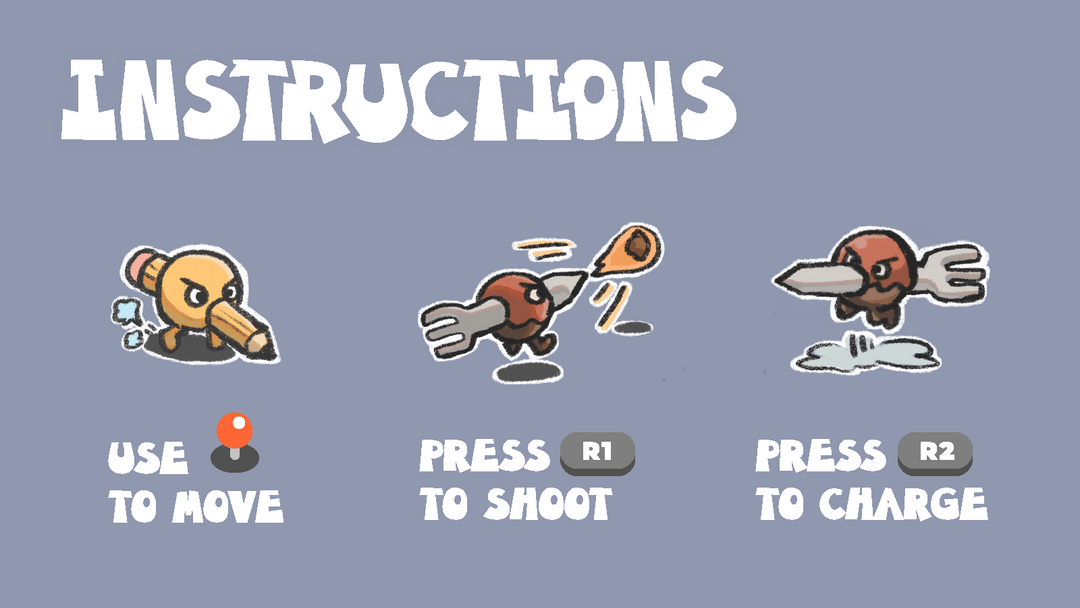 INSTRUCTIONS
USE
TO MOVE
PRESS R1
TO SHOOT
PRESS R2
TO CHARGE